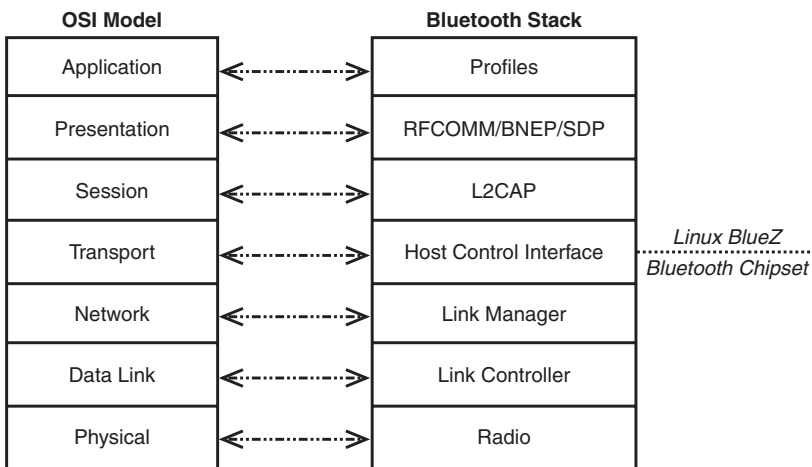 OSI Model Bluetooth Stack
Application Profiles
Presentation RFCOMM/BNEP/SDP
Session L2CAP
Transport Host Control Interface Linux BlueZ
Bluetooth Chipset
Network Link Manager
Data Link Link Controller
Physical Radio